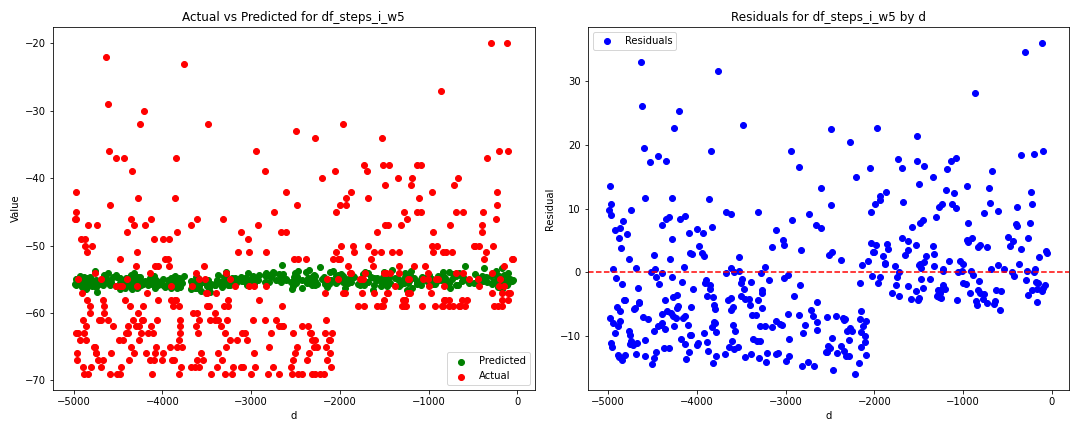 Actual vs Predicted for df_steps_i_w5
Value
−20
−30
−40
−50
−60
−70
Predicted
Actual
−5000 −4000 −3000 −2000 −1000 0
d
Residuals for df_steps_i_w5 by d
Residuals
Residual
30
20
10
0
−10
−5000 −4000 −3000 −2000 −1000 0
d